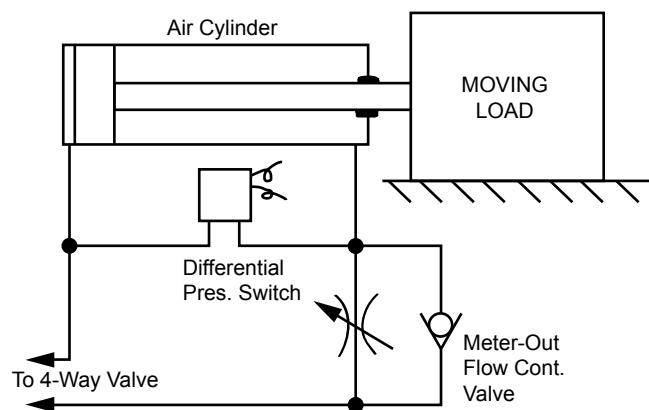 Air Cylinder
MOVING
LOAD
Differential
Pres. Switch
To 4-Way Valve
Meter-Out
Flow Cont.
Valve